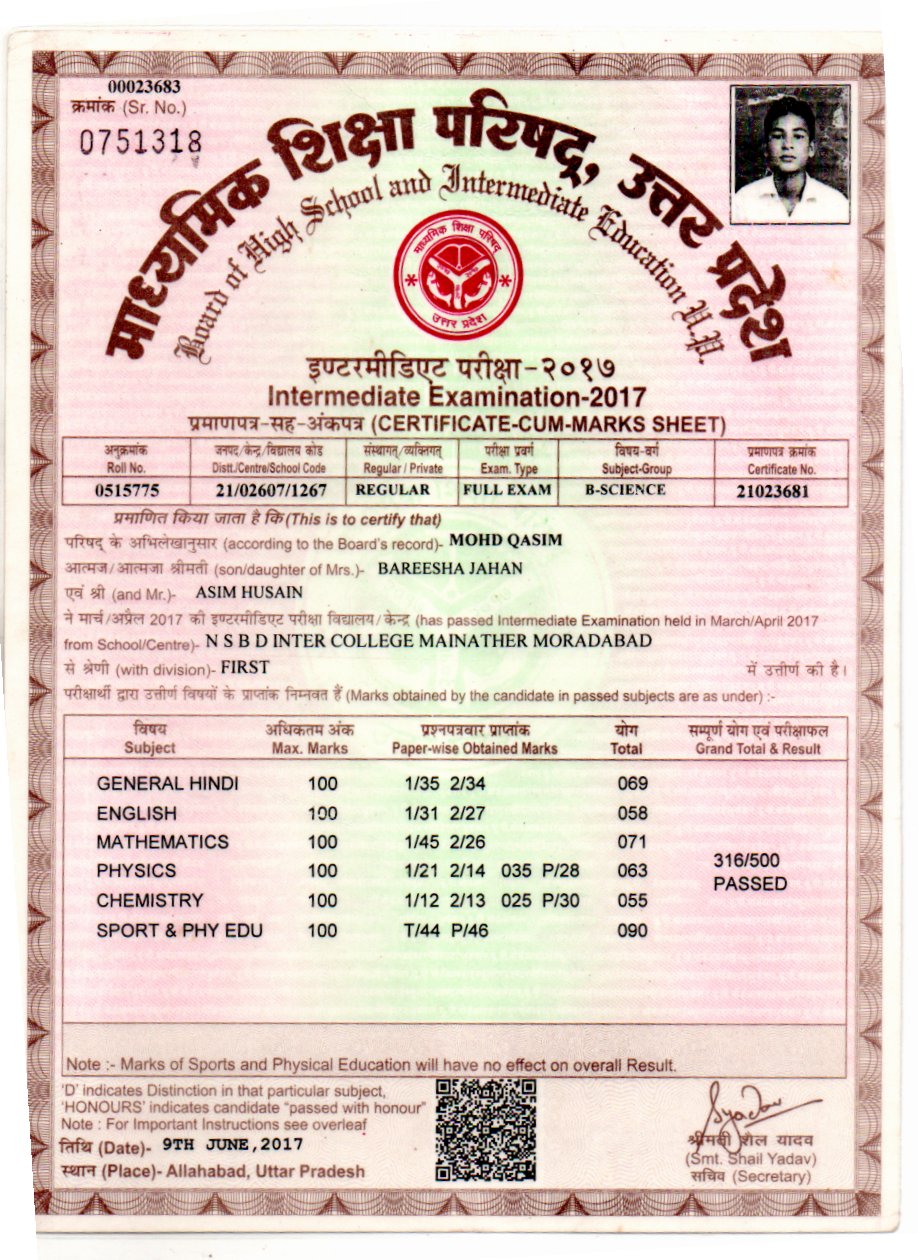 00023683
क्रमांक (Sr. No.)
0751318
माध्यमिक शिक्षा परिषद्, उत्तर प्रदेश
Board of High School and Intermediate Education U.P.
माध्यमिक शिक्षा परिषद्
उत्तर प्रदेश
इण्टरमीडिएट परीक्षा-२०१७
Intermediate Examination-2017
प्रमाणपत्र-सह-अंकपत्र (CERTIFICATE-CUM-MARKS SHEET)
अनुक्रमांक जनपद/केन्द्र/विद्यालय कोड संस्थागत/व्यक्तिगत परीक्षा प्रवर्ग विषय-वर्ग प्रमाणपत्र क्रमांक
Roll No. Distt./Centre/School Code Regular / Private Exam. Type Subject-Group Certificate No.
0515775 21/02607/1267 REGULAR FULL EXAM B-SCIENCE 21023681
प्रमाणित किया जाता है कि (This is to certify that)
परिषद के अभिलेखानुसार (according to the Board's record)- MOHD QASIM
आत्मज/आत्मजा श्रीमती (son/daughter of Mrs.)- BAREESHA JAHAN
एवं श्री (and Mr.)- ASIM HUSAIN
ने मार्च/अप्रैल 2017 की इण्टरमीडिएट परीक्षा विद्यालय/केन्द्र (has passed Intermediate Examination held in March/April 2017
from School/Centre)- N S B D INTER COLLEGE MAINATHER MORADABAD
से श्रेणी (with division)- FIRST में उत्तीर्ण की है।
परीक्षार्थी द्वारा उत्तीर्ण विषयों के प्राप्तांक निम्नवत हैं (Marks obtained by the candidate in passed subjects are as under) :-
विषय अधिकतम अंक प्रश्नपत्रवार प्राप्तांक योग सम्पूर्ण योग एवं परीक्षाफल
Subject Max. Marks Paper-wise Obtained Marks Total Grand Total & Result
GENERAL HINDI 100 1/35 2/34 069
ENGLISH 100 1/31 2/27 058
MATHEMATICS 100 1/45 2/26 071
316/500
PHYSICS 100 1/21 2/14 035 P/28 063
PASSED
CHEMISTRY 100 1/12 2/13 025 P/30 055
SPORT & PHY EDU 100 T/44 P/46 090
Note :- Marks of Sports and Physical Education will have no effect on overall Result.
'D' indicates Distinction in that particular subject,
'HONOURS' indicates candidate "passed with honour"
Note : For Important Instructions see overleaf
तिथि (Date)- 9TH JUNE,2017
स्थान (Place)- Allahabad, Uttar Pradesh
Syadav
श्रीमती शैल यादव
(Smt. Shail Yadav)
सचिव (Secretary)